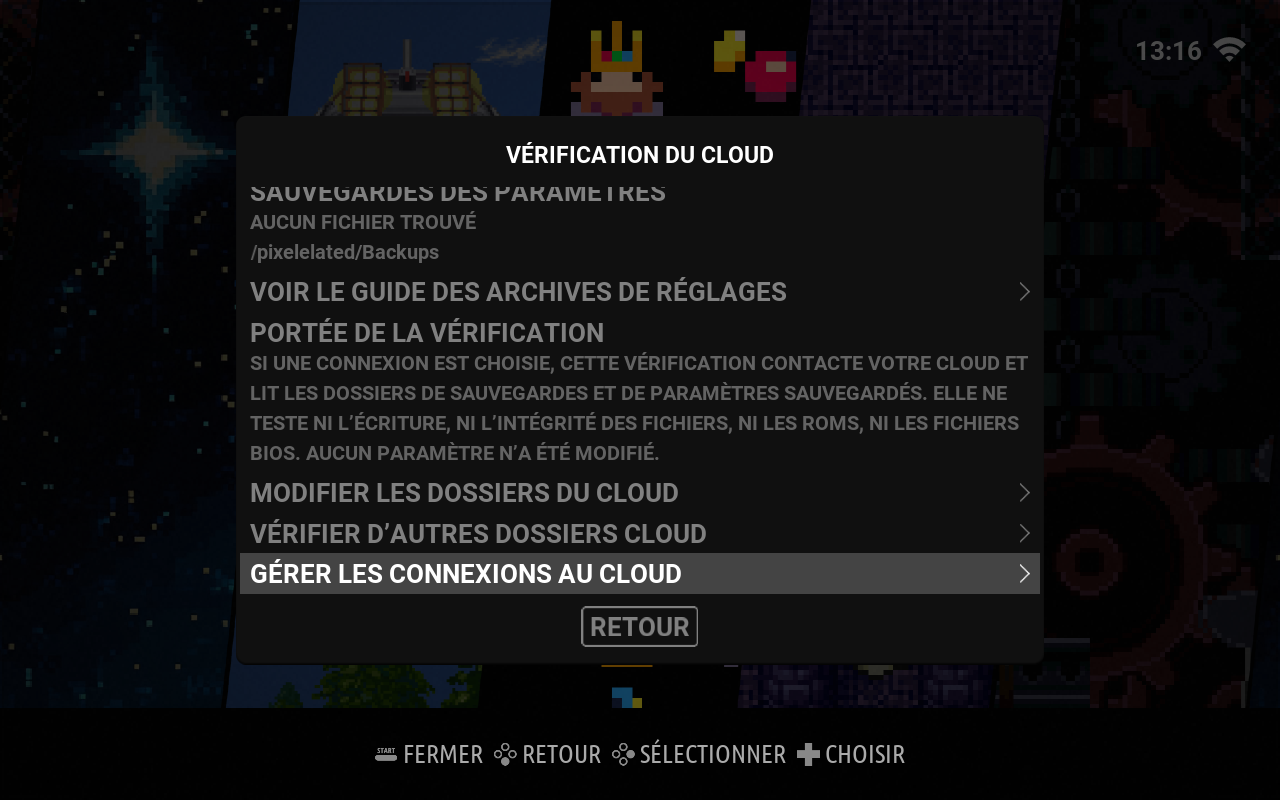 13:16
VÉRIFICATION DU CLOUD
SAUVEGARDES DES PARAMÈTRES
AUCUN FICHIER TROUVÉ
/pixelelated/Backups
VOIR LE GUIDE DES ARCHIVES DE RÉGLAGES
PORTÉE DE LA VÉRIFICATION
SI UNE CONNEXION EST CHOISIE, CETTE VÉRIFICATION CONTACTE VOTRE CLOUD ET
LIT LES DOSSIERS DE SAUVEGARDES ET DE PARAMÈTRES SAUVEGARDÉS. ELLE NE
TESTE NI L’ÉCRITURE, NI L’INTÉGRITÉ DES FICHIERS, NI LES ROMS, NI LES FICHIERS
BIOS. AUCUN PARAMÈTRE N’A ÉTÉ MODIFIÉ.
MODIFIER LES DOSSIERS DU CLOUD
VÉRIFIER D’AUTRES DOSSIERS CLOUD
GÉRER LES CONNEXIONS AU CLOUD
RETOUR
START FERMER RETOUR SÉLECTIONNER CHOISIR